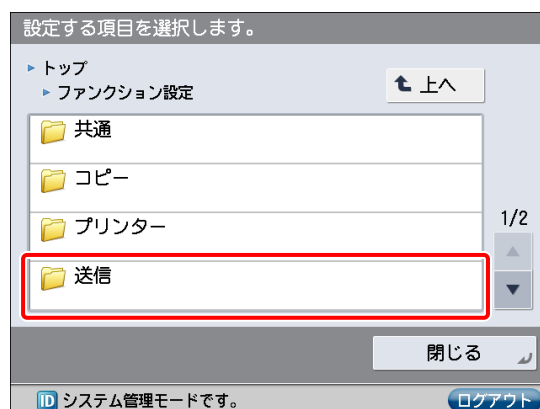 設定する項目を選択します。
トップ
ファンクション設定
上へ
共通
コピー
プリンター
送信
1/2
閉じる
ID システム管理モードです。
ログアウト